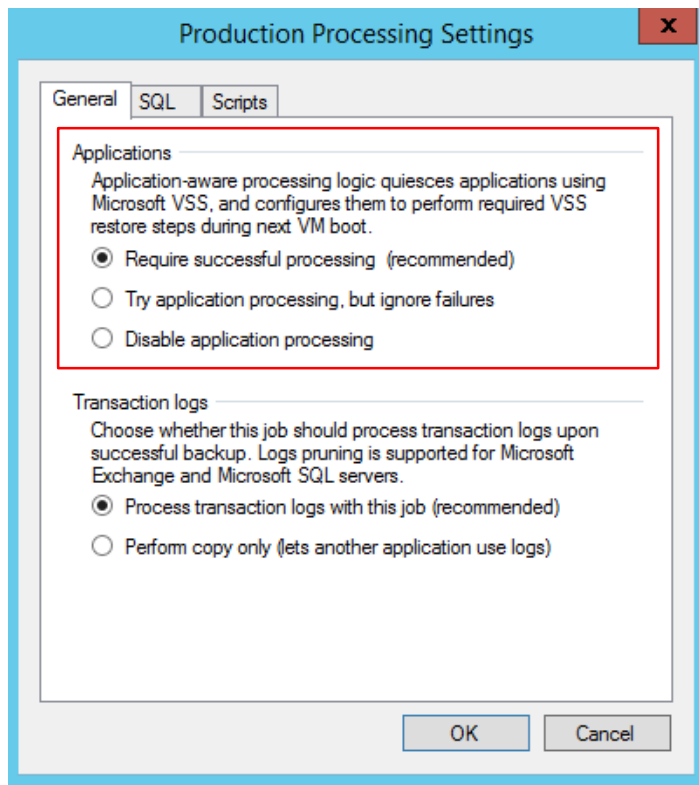 Production Processing Settings
x
General SQL Scripts
Applications
Application-aware processing logic quiesces applications using
Microsoft VSS, and configures them to perform required VSS
restore steps during next VM boot.
Require successful processing (recommended)
Try application processing, but ignore failures
Disable application processing
Transaction logs
Choose whether this job should process transaction logs upon
successful backup. Logs pruning is supported for Microsoft
Exchange and Microsoft SQL servers.
Process transaction logs with this job (recommended)
Perform copy only (lets another application use logs)
OK Cancel